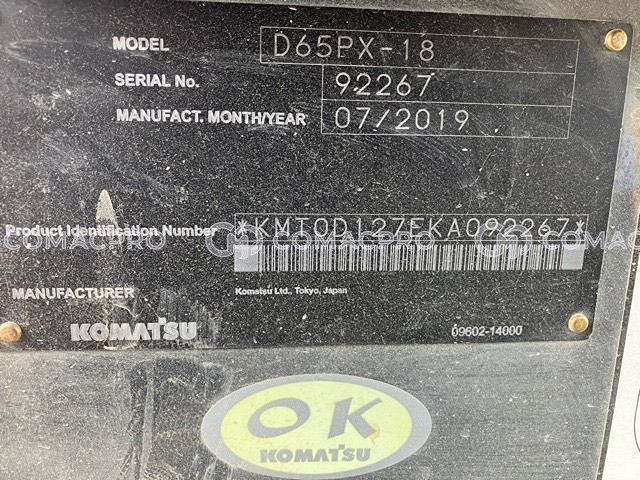 MODEL D65PX-18
SERIAL No. 92267
MANUFACT. MONTH/YEAR 07/2019
Product Identification Number *KMT0D127EKA092267*
COMACPRO COMACPRO COMACPRO
MANUFACTURER Komatsu Ltd., Tokyo, Japan
KOMATSU 09602-14000
OK
KOMATSU